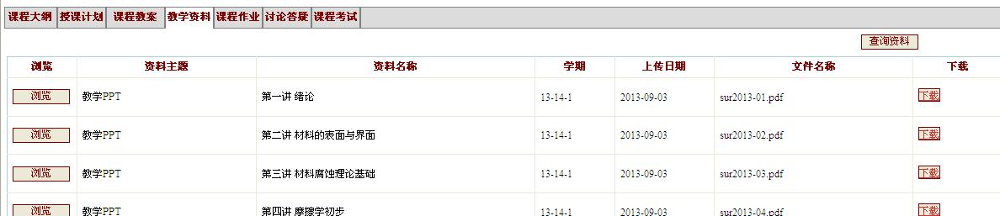 课程大纲 授课计划 课程教案 教学资料 课程作业 讨论答疑 课程考试
查询资料
浏览 资料主题 资料名称 学期 上传日期 文件名称 下载
浏览 教学PPT 第一讲 绪论 13-14-1 2013-09-03 sur2013-01.pdf 下载
浏览 教学PPT 第二讲 材料的表面与界面 13-14-1 2013-09-03 sur2013-02.pdf 下载
浏览 教学PPT 第三讲 材料腐蚀理论基础 13-14-1 2013-09-03 sur2013-03.pdf 下载
浏览 教学PPT 第四讲 摩擦学初步 13-14-1 2013-09-03 sur2013-04.pdf 下载